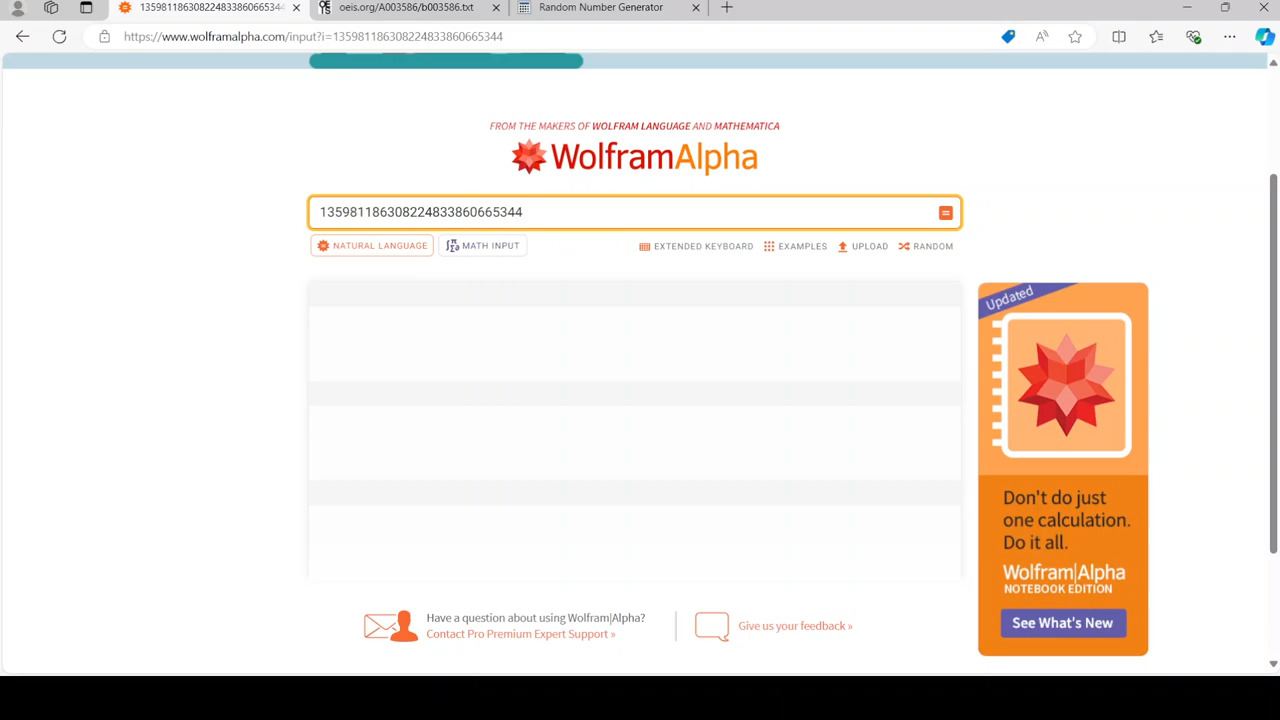 135981186308224833860665344
oeis.org/A003586/b003586.txt
Random Number Generator
https://www.wolframalpha.com/input?i=135981186308224833860665344
FROM THE MAKERS OF WOLFRAM LANGUAGE AND MATHEMATICA
WolframAlpha
135981186308224833860665344
NATURAL LANGUAGE
MATH INPUT
EXTENDED KEYBOARD
EXAMPLES
UPLOAD
RANDOM
Updated
Don't do just
one calculation.
Do it all.
Wolfram|Alpha
NOTEBOOK EDITION
See What's New
Have a question about using Wolfram|Alpha?
Contact Pro Premium Expert Support »
Give us your feedback »